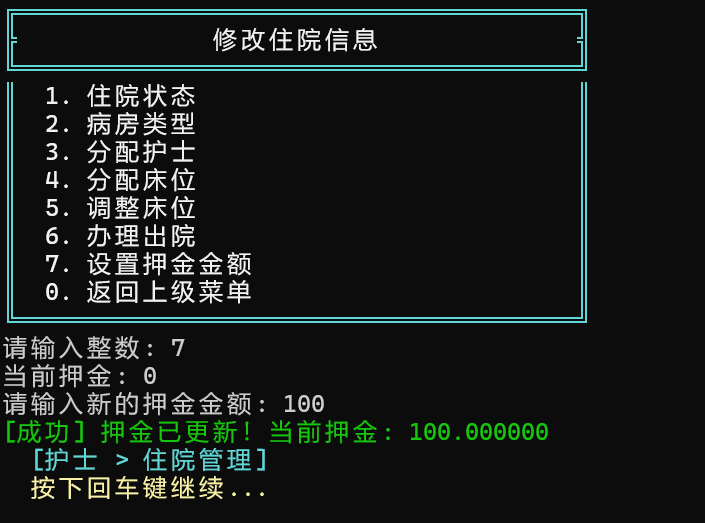 修改住院信息
1. 住院状态
2. 病房类型
3. 分配护士
4. 分配床位
5. 调整床位
6. 办理出院
7. 设置押金金额
0. 返回上级菜单
请输入整数: 7
当前押金: 0
请输入新的押金金额: 100
[成功] 押金已更新! 当前押金: 100.000000
[护士 > 住院管理]
按下回车键继续...